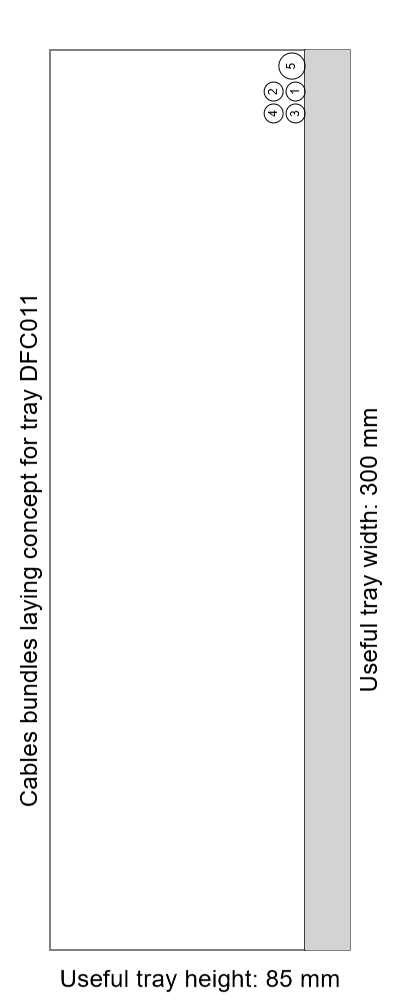 Cables bundles laying concept for tray DFC011
5
2 1
4 3
Useful tray width: 300 mm
Useful tray height: 85 mm